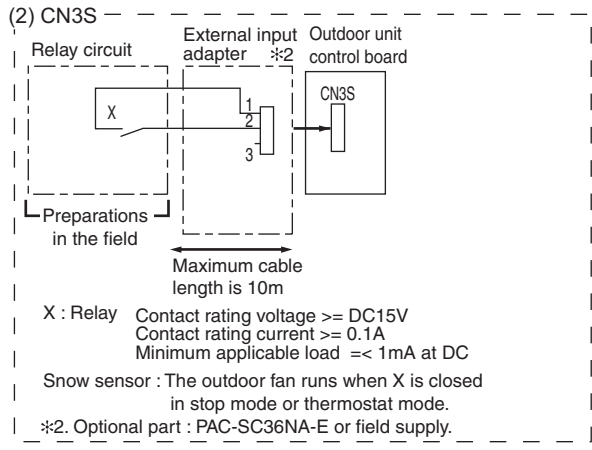 (2) CN3S
Relay circuit
External input
adapter ✻2
Outdoor unit
control board
CN3S
X
1
2
3
Preparations
in the field
Maximum cable
length is 10m
X : Relay Contact rating voltage >= DC15V
Contact rating current >= 0.1A
Minimum applicable load =< 1mA at DC
Snow sensor : The outdoor fan runs when X is closed
in stop mode or thermostat mode.
✻2. Optional part : PAC-SC36NA-E or field supply.